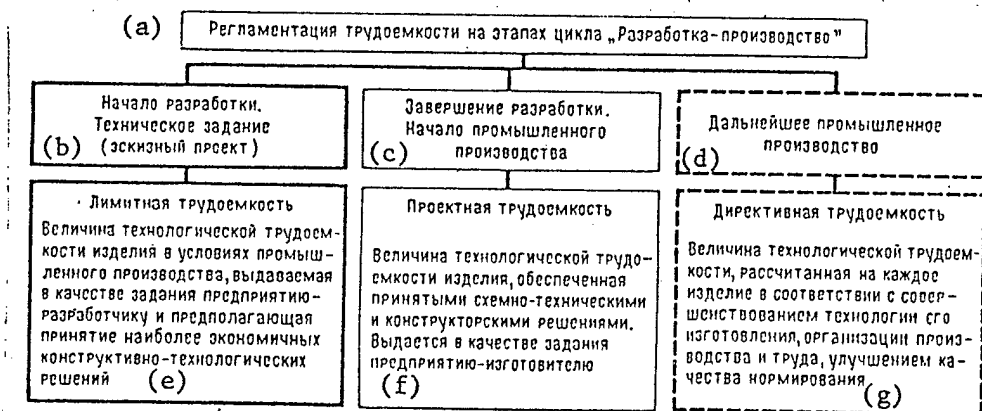 (a)
Регламентация трудоемкости на этапах цикла „Разработка-производство”
Начало разработки.
Техническое задание
(эскизный проект)
(b)
Завершение разработки.
Начало промышленного
производства
(c)
Дальнейшее промышленное
производство
(d)
Лимитная трудоемкость
Величина технологической трудоем-
кости изделия в условиях промыш-
ленного производства, выдаваемая
в качестве задания предприятию-
разработчику и предполагающая
принятие наиболее экономичных
конструктивно-технологических
решений
(e)
Проектная трудоемкость
Величина технологической трудо-
емкости изделия, обеспеченная
принятыми схемно-техническими
и конструкторскими решениями.
Выдается в качестве задания
предприятию-изготовителю
(f)
Директивная трудоемкость
Величина технологической трудоем-
кости, рассчитанная на каждое
изделие в соответствии с совер-
шенствованием технологии его
изготовления, организации произ-
водства и труда, улучшением ка-
чества нормирования
(g)